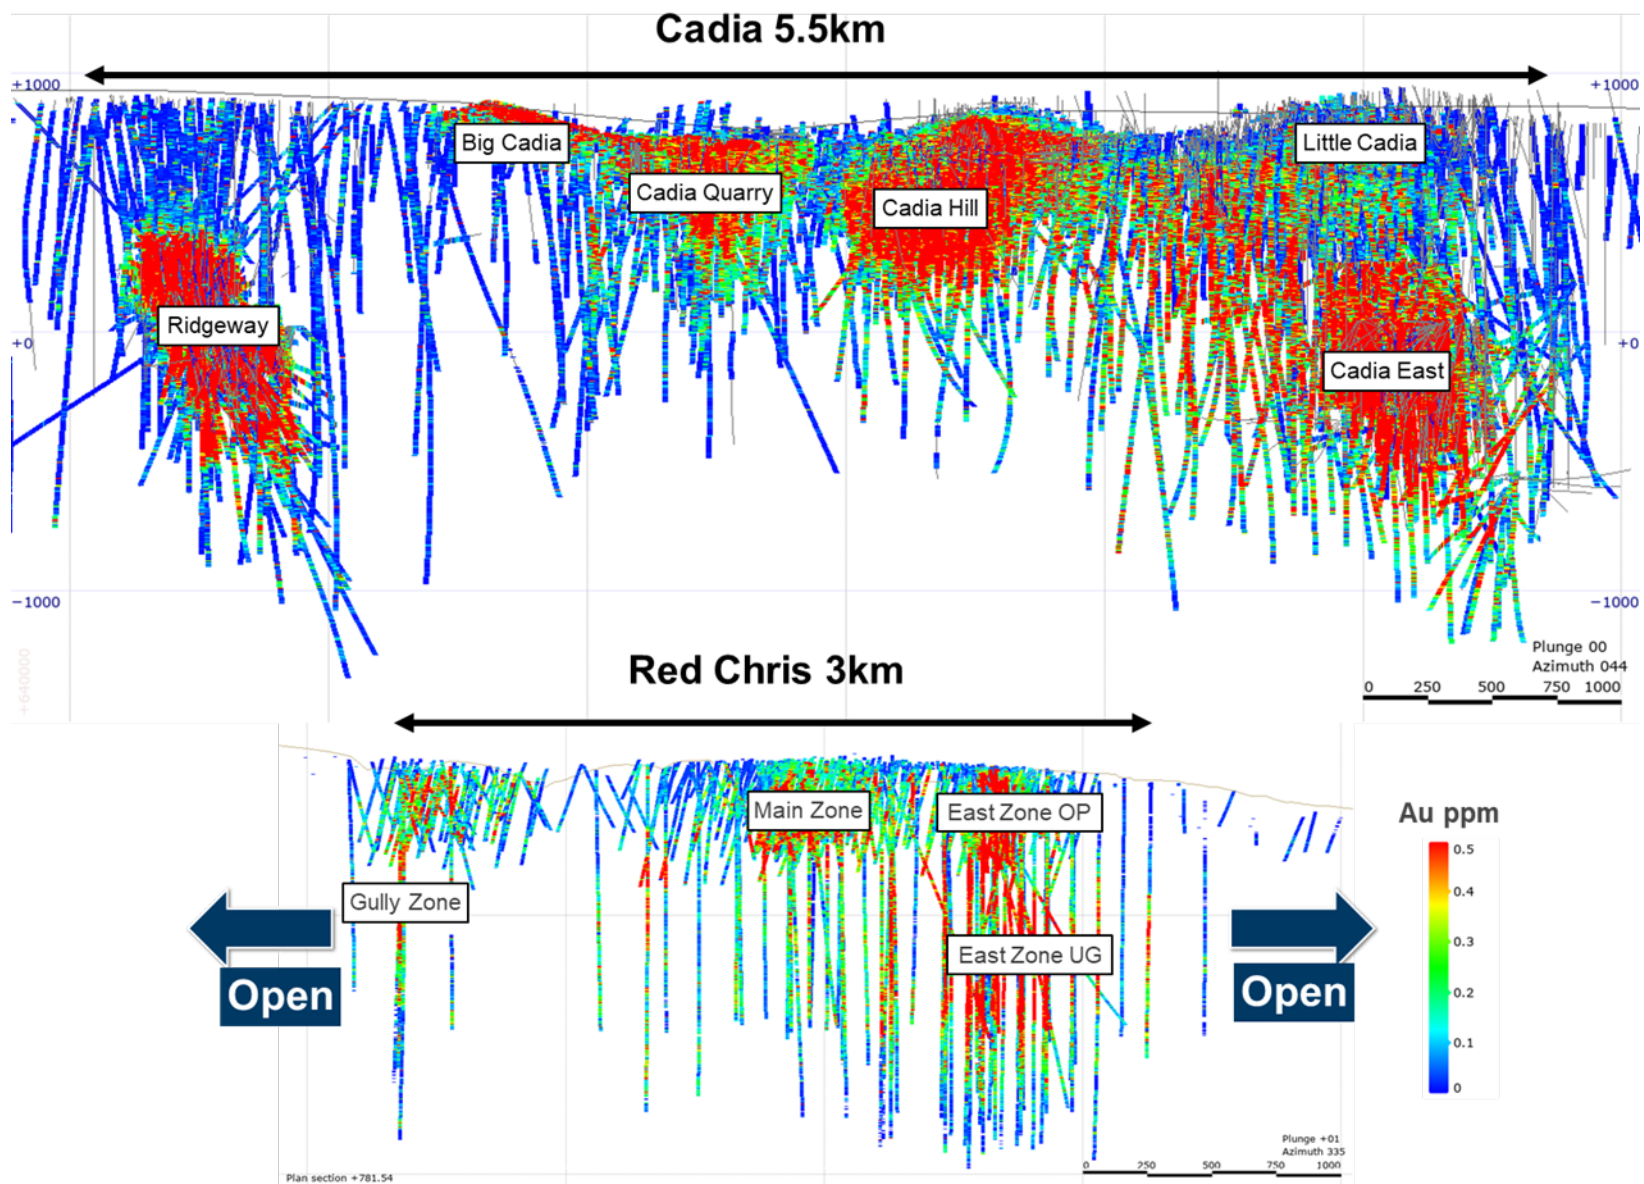 Cadia 5.5km
+1000
+1000
Big Cadia
Little Cadia
Cadia Quarry
Cadia Hill
Ridgeway
+0
+0
Cadia East
−1000
−1000
+640000
Plunge 00
Azimuth 044
0 250 500 750 1000
Red Chris 3km
Main Zone
East Zone OP
Gully Zone
East Zone UG
Open
Open
Au ppm
0.5
0.4
0.3
0.2
0.1
0
Plunge +01
Azimuth 335
0 250 500 750 1000
Plan section +781.54